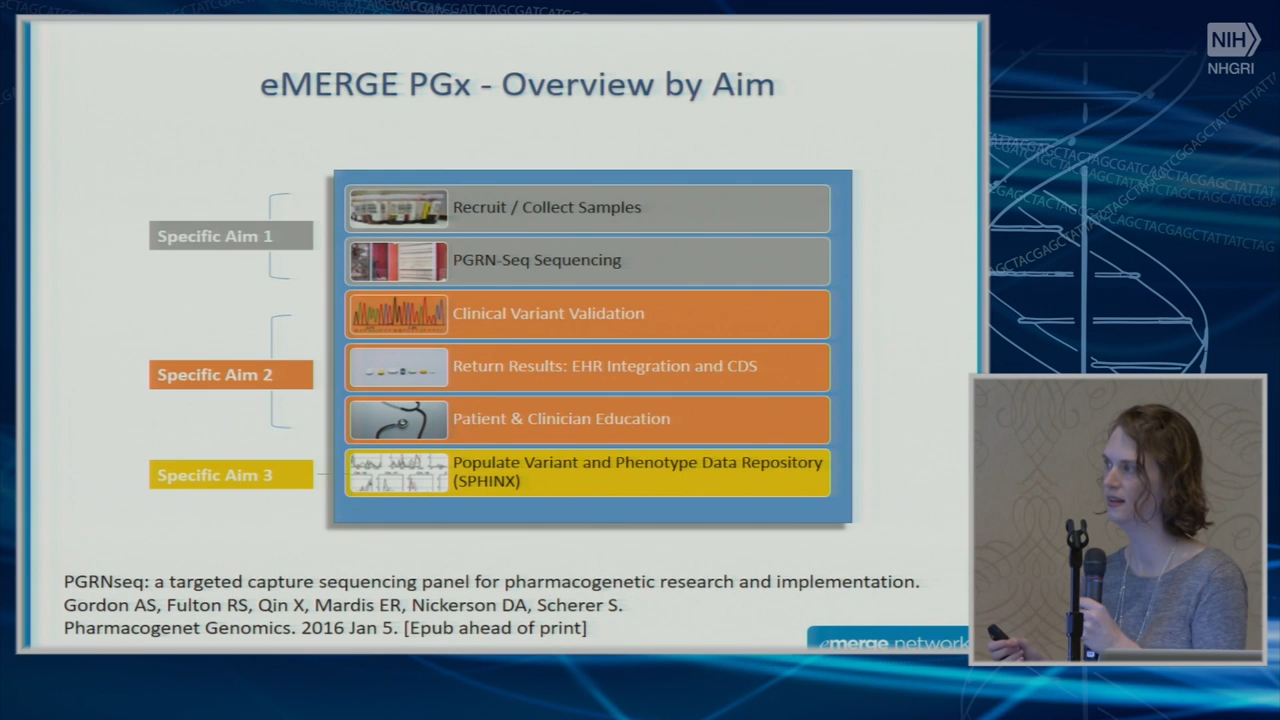 NIH
NHGRI
eMERGE PGx - Overview by Aim
Specific Aim 1
Recruit / Collect Samples
PGRN-Seq Sequencing
Specific Aim 2
Clinical Variant Validation
Return Results: EHR Integration and CDS
Patient & Clinician Education
Specific Aim 3
Populate Variant and Phenotype Data Repository
(SPHINX)
PGRNseq: a targeted capture sequencing panel for pharmacogenetic research and implementation.
Gordon AS, Fulton RS, Qin X, Mardis ER, Nickerson DA, Scherer S.
Pharmacogenet Genomics. 2016 Jan 5. [Epub ahead of print]
emerge network